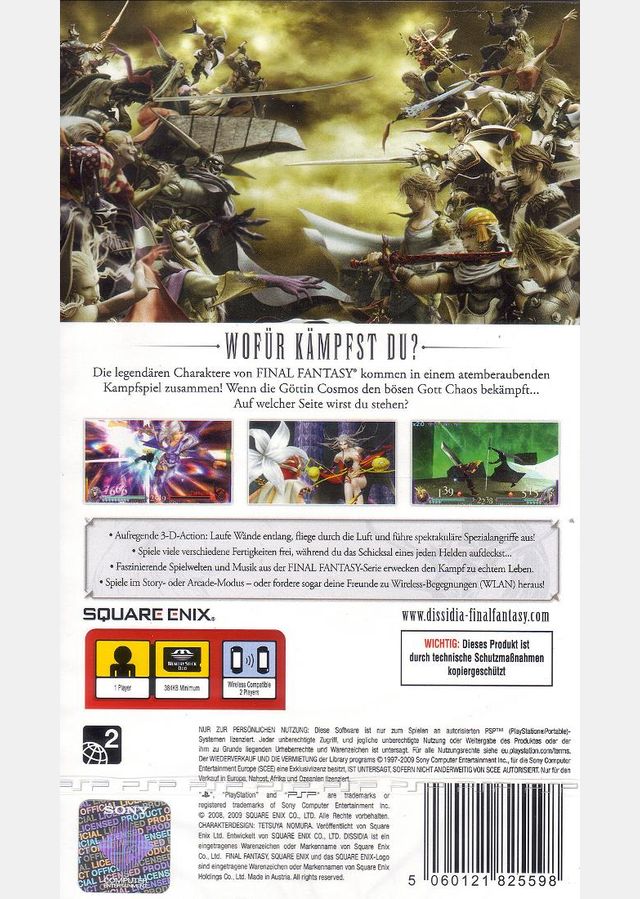 WOFÜR KÄMPFST DU?
Die legendären Charaktere von FINAL FANTASY® kommen in einem atemberaubenden
Kampfspiel zusammen! Wenn die Göttin Cosmos den bösen Gott Chaos bekämpft...
Auf welcher Seite wirst du stehen?
• Aufregende 3-D-Action: Laufe Wände entlang, fliege durch die Luft und führe spektrakuläre Spezialangriffe aus!
• Spiele viele verschiedene Fertigkeiten frei, während du das Schicksal eines jeden Helden aufdeckst...
• Faszinierende Spielwelten und Musik aus der FINAL FANTASY-Serie erwecken den Kampf zu echtem Leben.
• Spiele im Story- oder Arcade-Modus – oder fordere sogar deine Freunde zu Wireless-Begegnungen (WLAN) heraus!
SQUARE ENIX®
www.dissidia-finalfantasy.com
MEMORY STICK
DUO
1 Player
384KB Minimum
Wireless Compatible
2 Players
WICHTIG: Dieses Produkt ist
durch technische Schutzmaßnahmen
kopiergeschützt
2
NUR ZUR PERSÖNLICHEN NUTZUNG: Diese Software ist nur zum Spielen an autorisierten PSP™ (PlayStation®Portable)-
Systemen lizenziert. Jeder unberechtigte Zugriff, und jegliche unberechtigte Nutzung oder Weitergabe des Produktes oder der
ihm zu Grunde liegenden Urheberrechte und Warenzeichen ist untersagt. Für alle Nutzungsrechte siehe eu.playstation.com/terms.
Der WIEDERVERKAUF UND DIE VERMIETUNG der Library programs © 1997-2009 Sony Computer Entertainment Inc., für die Sony Computer
Entertainment Europe (SCEE) eine Exklusivlizenz besitzt, IST UNTERSAGT, SOFERN NICHT ANDERWEITIG VON SCEE AUTORISIERT. Nur für den
Verkauf in Europa, Nahost, Afrika und Ozeanien lizenziert.
"PlayStation" and "PSP" are trademarks or
registered trademarks of Sony Computer Entertainment Inc.
© 2008, 2009 SQUARE ENIX CO., LTD. Alle Rechte vorbehalten.
CHARAKTERDESIGN: TETSUYA NOMURA. Veröffentlicht von Square
Enix Ltd. Entwickelt von SQUARE ENIX CO., LTD. DISSIDIA ist ein
eingetragenes Warenzeichen oder Markenname von Square Enix
Co., Ltd. FINAL FANTASY, SQUARE ENIX und das SQUARE ENIX-Logo
sind eingetragene Warenzeichen oder Markennamen von Square Enix
Holdings Co., Ltd. Made in Austria. All rights reserved.
SONY
COMPUTER
ENTERTAINMENT
5 060121 825598